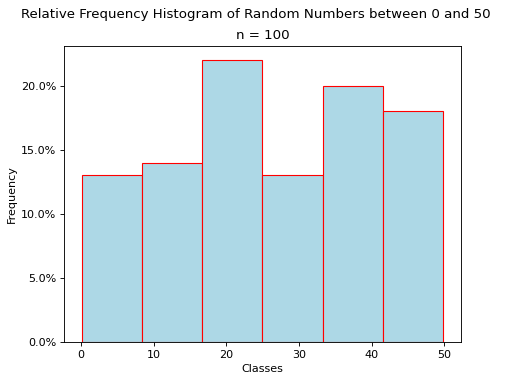 Relative Frequency Histogram of Random Numbers between 0 and 50
n = 100
20.0%
15.0%
10.0%
5.0%
0.0%
Frequency
0 10 20 30 40 50
Classes